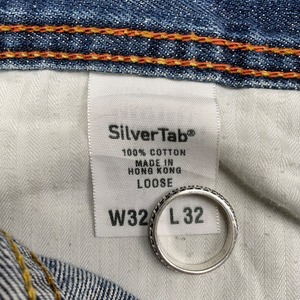 SilverTab®
100% COTTON
MADE IN
HONG KONG
LOOSE
W32 L 32